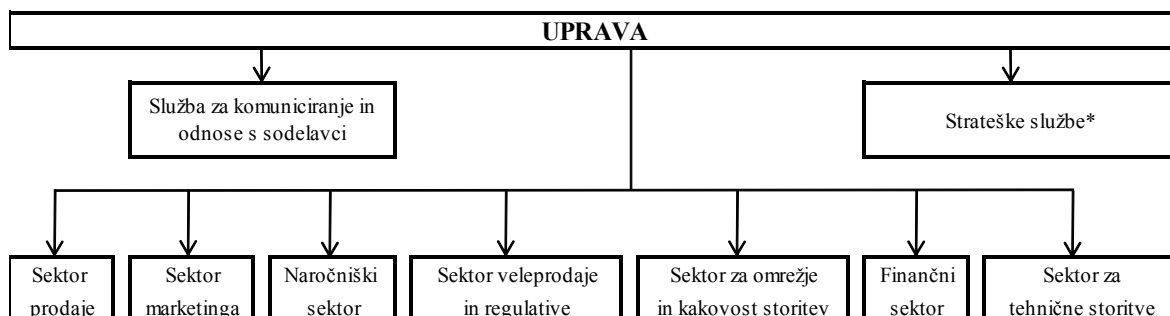 UPRAVA
Služba za komuniciranje in
odnose s sodelavci
Strateške službe*
Sektor
prodaje
Sektor
marketinga
Naročniški
sektor
Sektor veleprodaje
in regulative
Sektor za omrežje
in kakovost storitev
Finančni
sektor
Sektor za
tehnične storitve